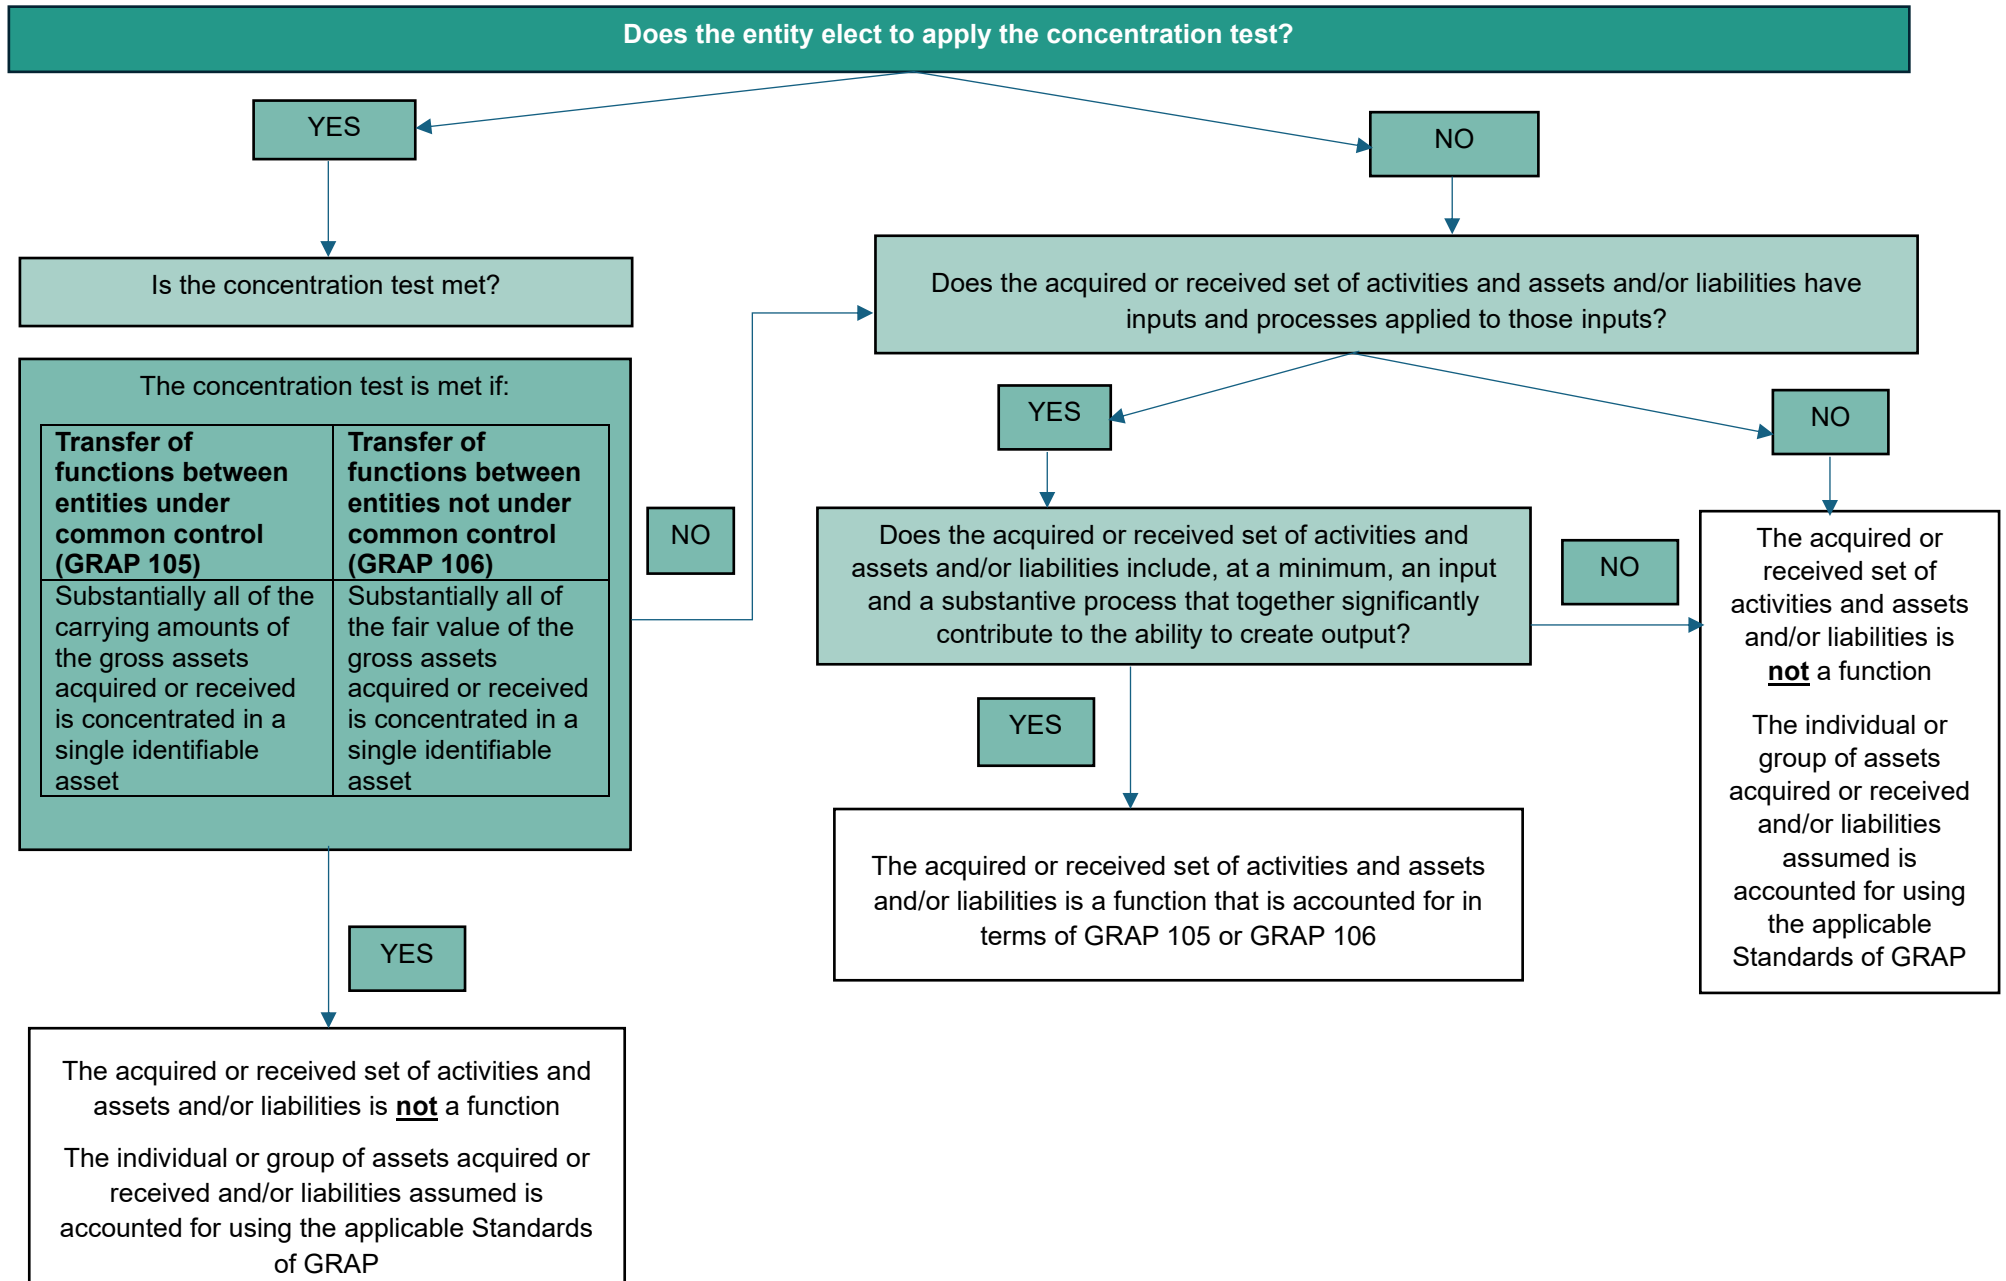 Does the entity elect to apply the concentration test?
YES
NO
Is the concentration test met?
Does the acquired or received set of activities and assets and/or liabilities have
inputs and processes applied to those inputs?
The concentration test is met if:
Transfer of
functions between
entities under
common control
(GRAP 105)
Transfer of
functions between
entities not under
common control
(GRAP 106)
Substantially all of the
carrying amounts of
the gross assets
acquired or received
is concentrated in a
single identifiable
asset
Substantially all of
the fair value of the
gross assets
acquired or received
is concentrated in a
single identifiable
asset
NO
YES
NO
Does the acquired or received set of activities and
assets and/or liabilities include, at a minimum, an input
and a substantive process that together significantly
contribute to the ability to create output?
NO
The acquired or
received set of
activities and assets
and/or liabilities is
not a function
The individual or
group of assets
acquired or received
and/or liabilities
assumed is
accounted for using
the applicable
Standards of GRAP
YES
The acquired or received set of activities and assets
and/or liabilities is a function that is accounted for in
terms of GRAP 105 or GRAP 106
YES
The acquired or received set of activities and
assets and/or liabilities is not a function
The individual or group of assets acquired or
received and/or liabilities assumed is
accounted for using the applicable Standards
of GRAP